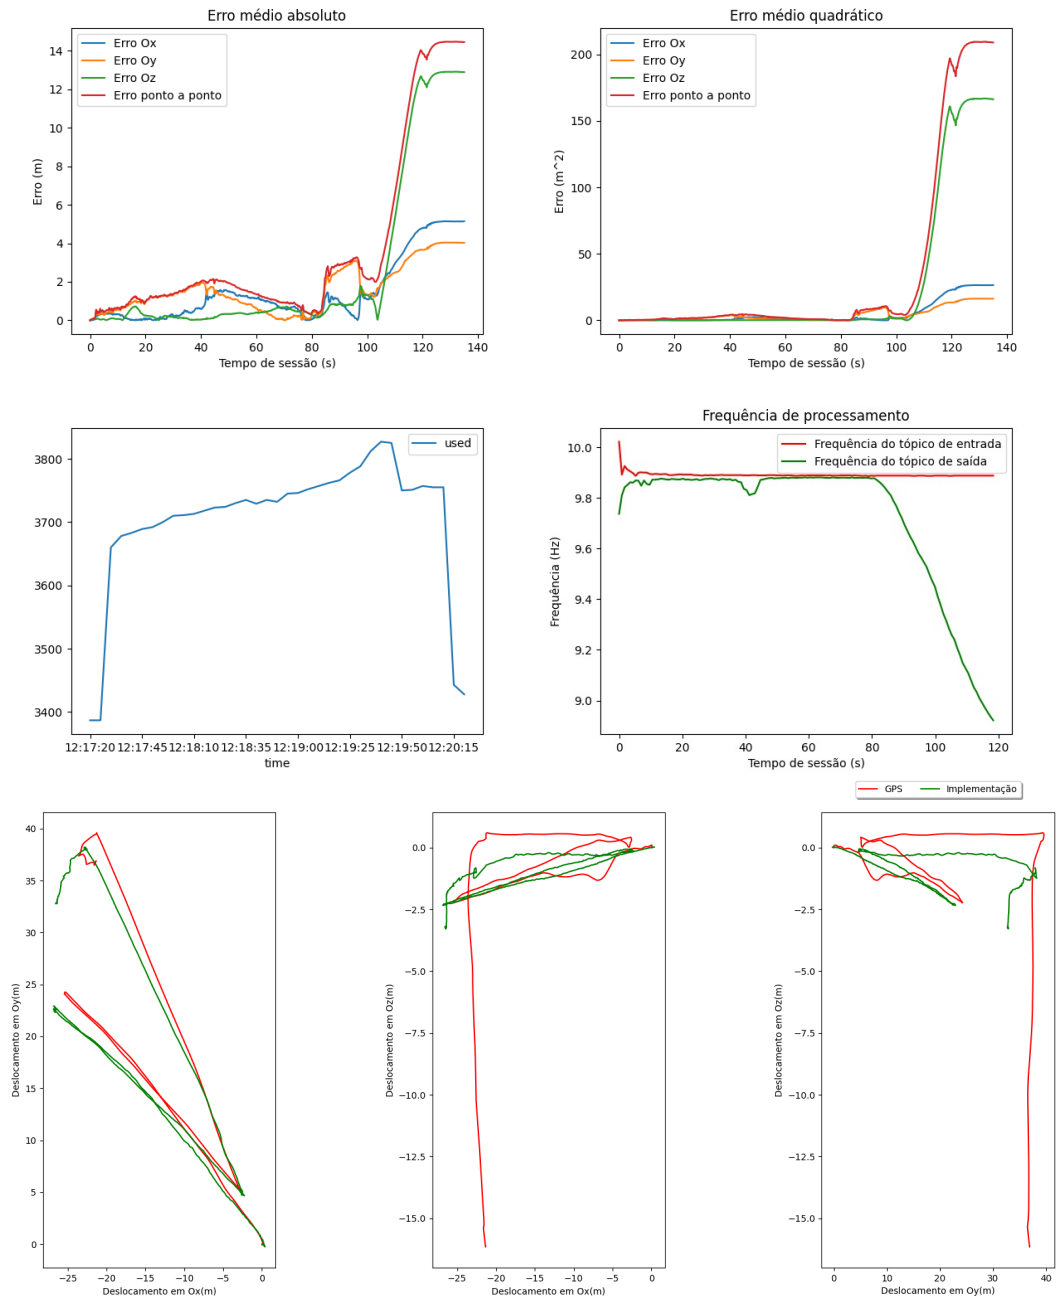 Erro médio absoluto
Erro Ox
Erro Oy
Erro Oz
Erro ponto a ponto
14
12
10
8
6
4
2
0
Erro (m)
0 20 40 60 80 100 120 140
Tempo de sessão (s)
Erro médio quadrático
Erro Ox
Erro Oy
Erro Oz
Erro ponto a ponto
200
150
100
50
0
Erro (m^2)
0 20 40 60 80 100 120 140
Tempo de sessão (s)
used
3800
3700
3600
3500
3400
12:17:20 12:17:45 12:18:10 12:18:35 12:19:00 12:19:25 12:19:50 12:20:15
time
Frequência de processamento
Frequência do tópico de entrada
Frequência do tópico de saída
10.0
9.8
9.6
9.4
9.2
9.0
Frequência (Hz)
0 20 40 60 80 100 120
Tempo de sessão (s)
GPS Implementação
40
35
30
25
20
15
10
5
0
Deslocamento em Oy(m)
−25 −20 −15 −10 −5 0
Deslocamento em Ox(m)
0.0
−2.5
−5.0
−7.5
−10.0
−12.5
−15.0
Deslocamento em Oz(m)
−25 −20 −15 −10 −5 0
Deslocamento em Ox(m)
0.0
−2.5
−5.0
−7.5
−10.0
−12.5
−15.0
Deslocamento em Oz(m)
0 10 20 30 40
Deslocamento em Oy(m)